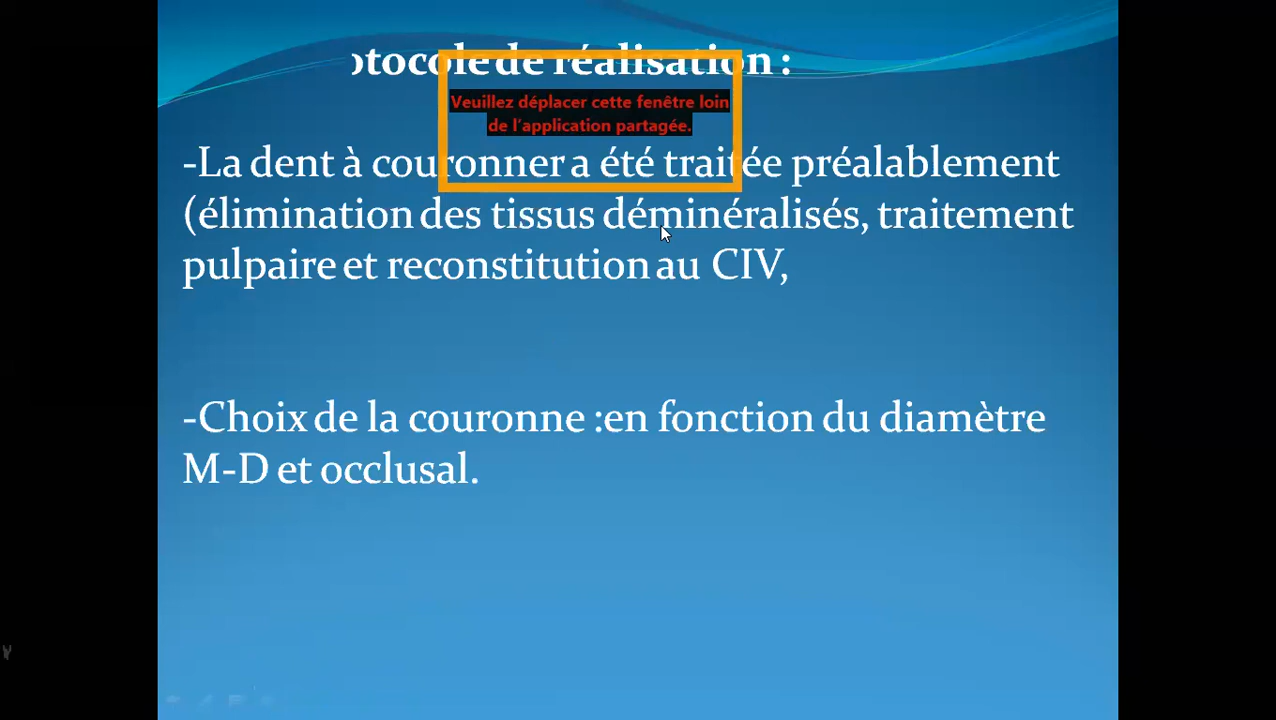 otocole de réalisation :
Veuillez déplacer cette fenêtre loin
de l'application partagée.
-La dent à couronner a été traitée préalablement
(élimination des tissus déminéralisés, traitement
pulpaire et reconstitution au CIV,
-Choix de la couronne :en fonction du diamètre
M-D et occlusal.